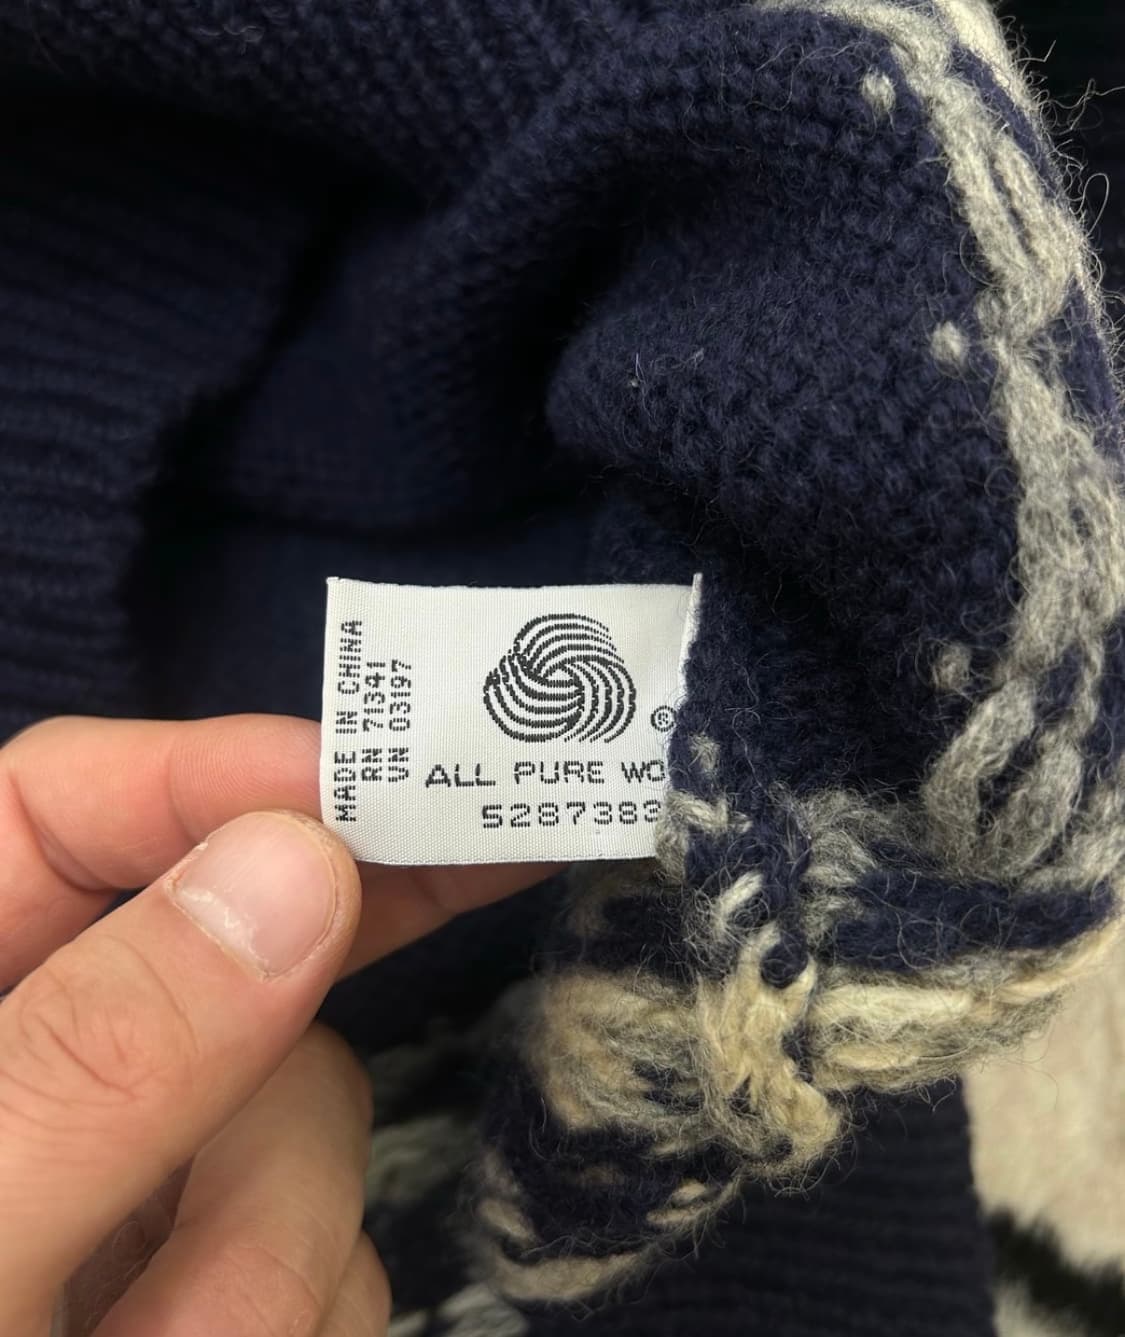 MADE IN CHINA
RN 71341
VN 03197
®
ALL PURE WO
5287383